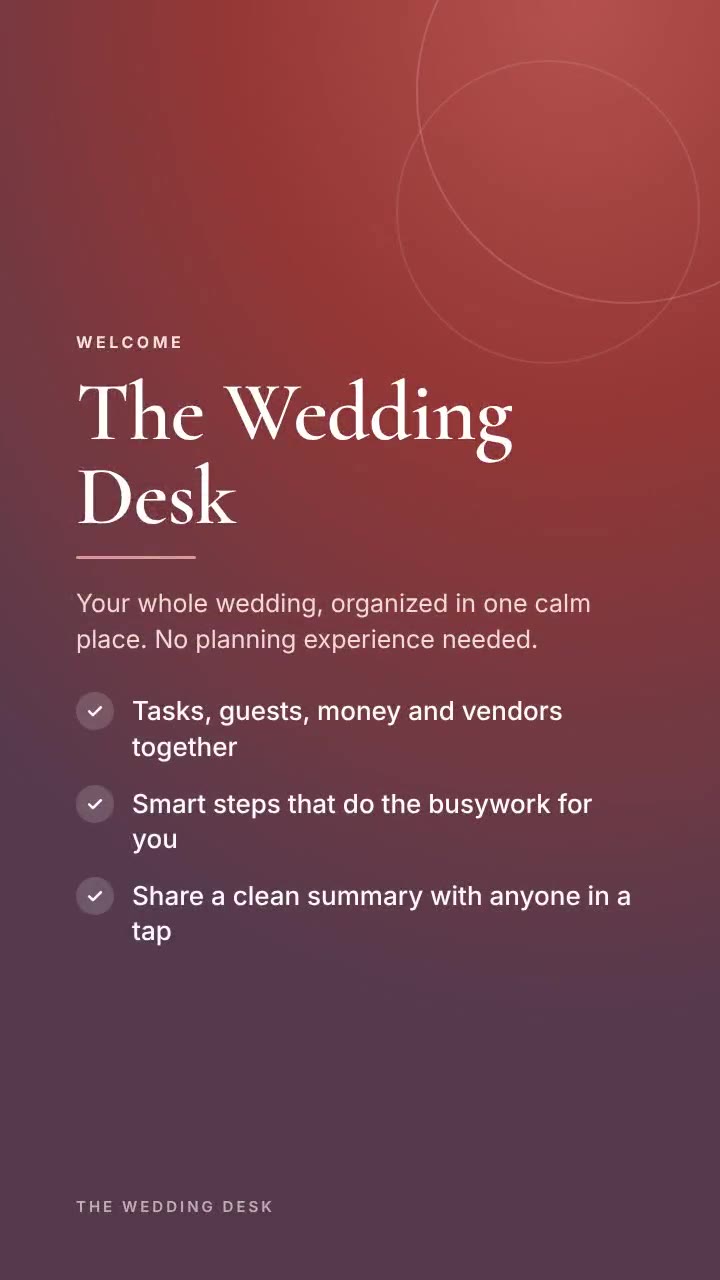 WELCOME
The Wedding
Desk
Your whole wedding, organized in one calm
place. No planning experience needed.
Tasks, guests, money and vendors
together
Smart steps that do the busywork for
you
Share a clean summary with anyone in a
tap
THE WEDDING DESK